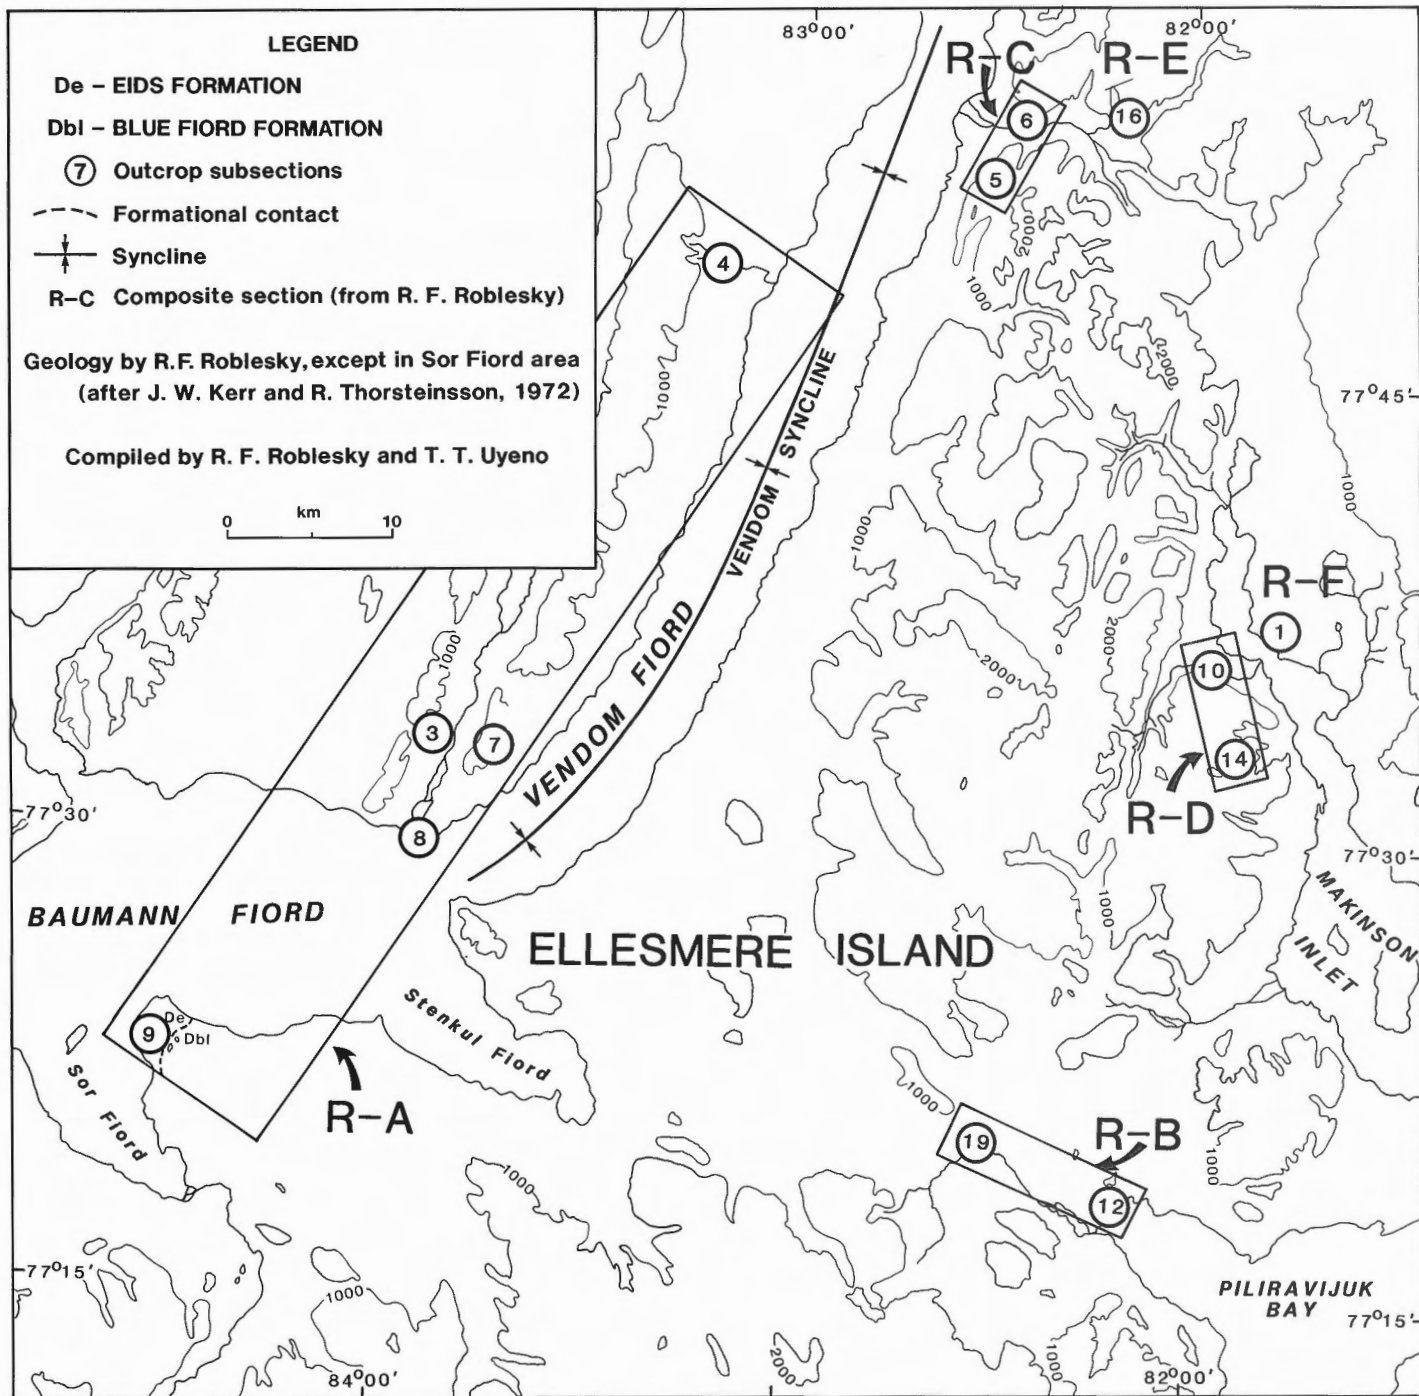 LEGEND
De – EIDS FORMATION
Dbl – BLUE FIORD FORMATION
7 Outcrop subsections
Formational contact
Syncline
R–C Composite section (from R. F. Roblesky)
Geology by R.F. Roblesky, except in Sor Fiord area
(after J. W. Kerr and R. Thorsteinsson, 1972)
Compiled by R. F. Roblesky and T. T. Uyeno
km
0 10
83°00'
82°00'
R–C
R–E
6
16
5
2000
1000
4
2000
1000
77°45'
VENDOM SYNCLINE
1000
1000
R–F
1
1000
2000
2000
10
VENDOM FIORD
3
7
14
R–D
77°30'
8
77°30'
MAKINSON
INLET
1000
BAUMANN FIORD
ELLESMERE ISLAND
Stenkul Fiord
9
De
Dbl
Sor Fiord
R–A
1000
R–B
19
12
1000
1000
77°15'
1000
PILIRAVIJUK
BAY
77°15'
84°00'
2000
1000
82°00'